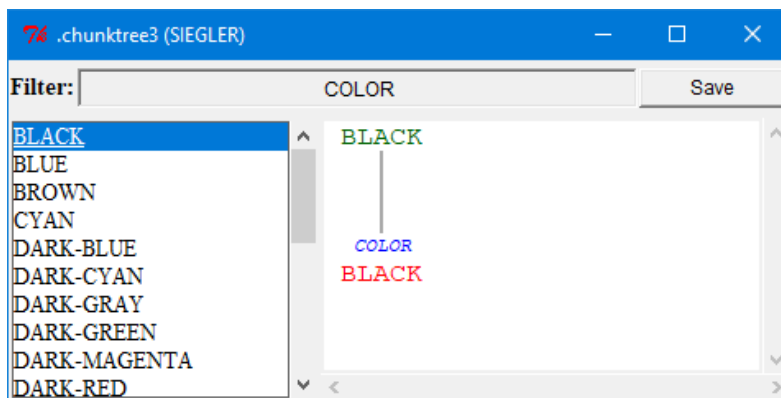 .chunktree3 (SIEGLER)
Filter: COLOR Save
BLACK
BLUE
BROWN
CYAN
DARK-BLUE
DARK-CYAN
DARK-GRAY
DARK-GREEN
DARK-MAGENTA
DARK-RED
BLACK
COLOR
BLACK